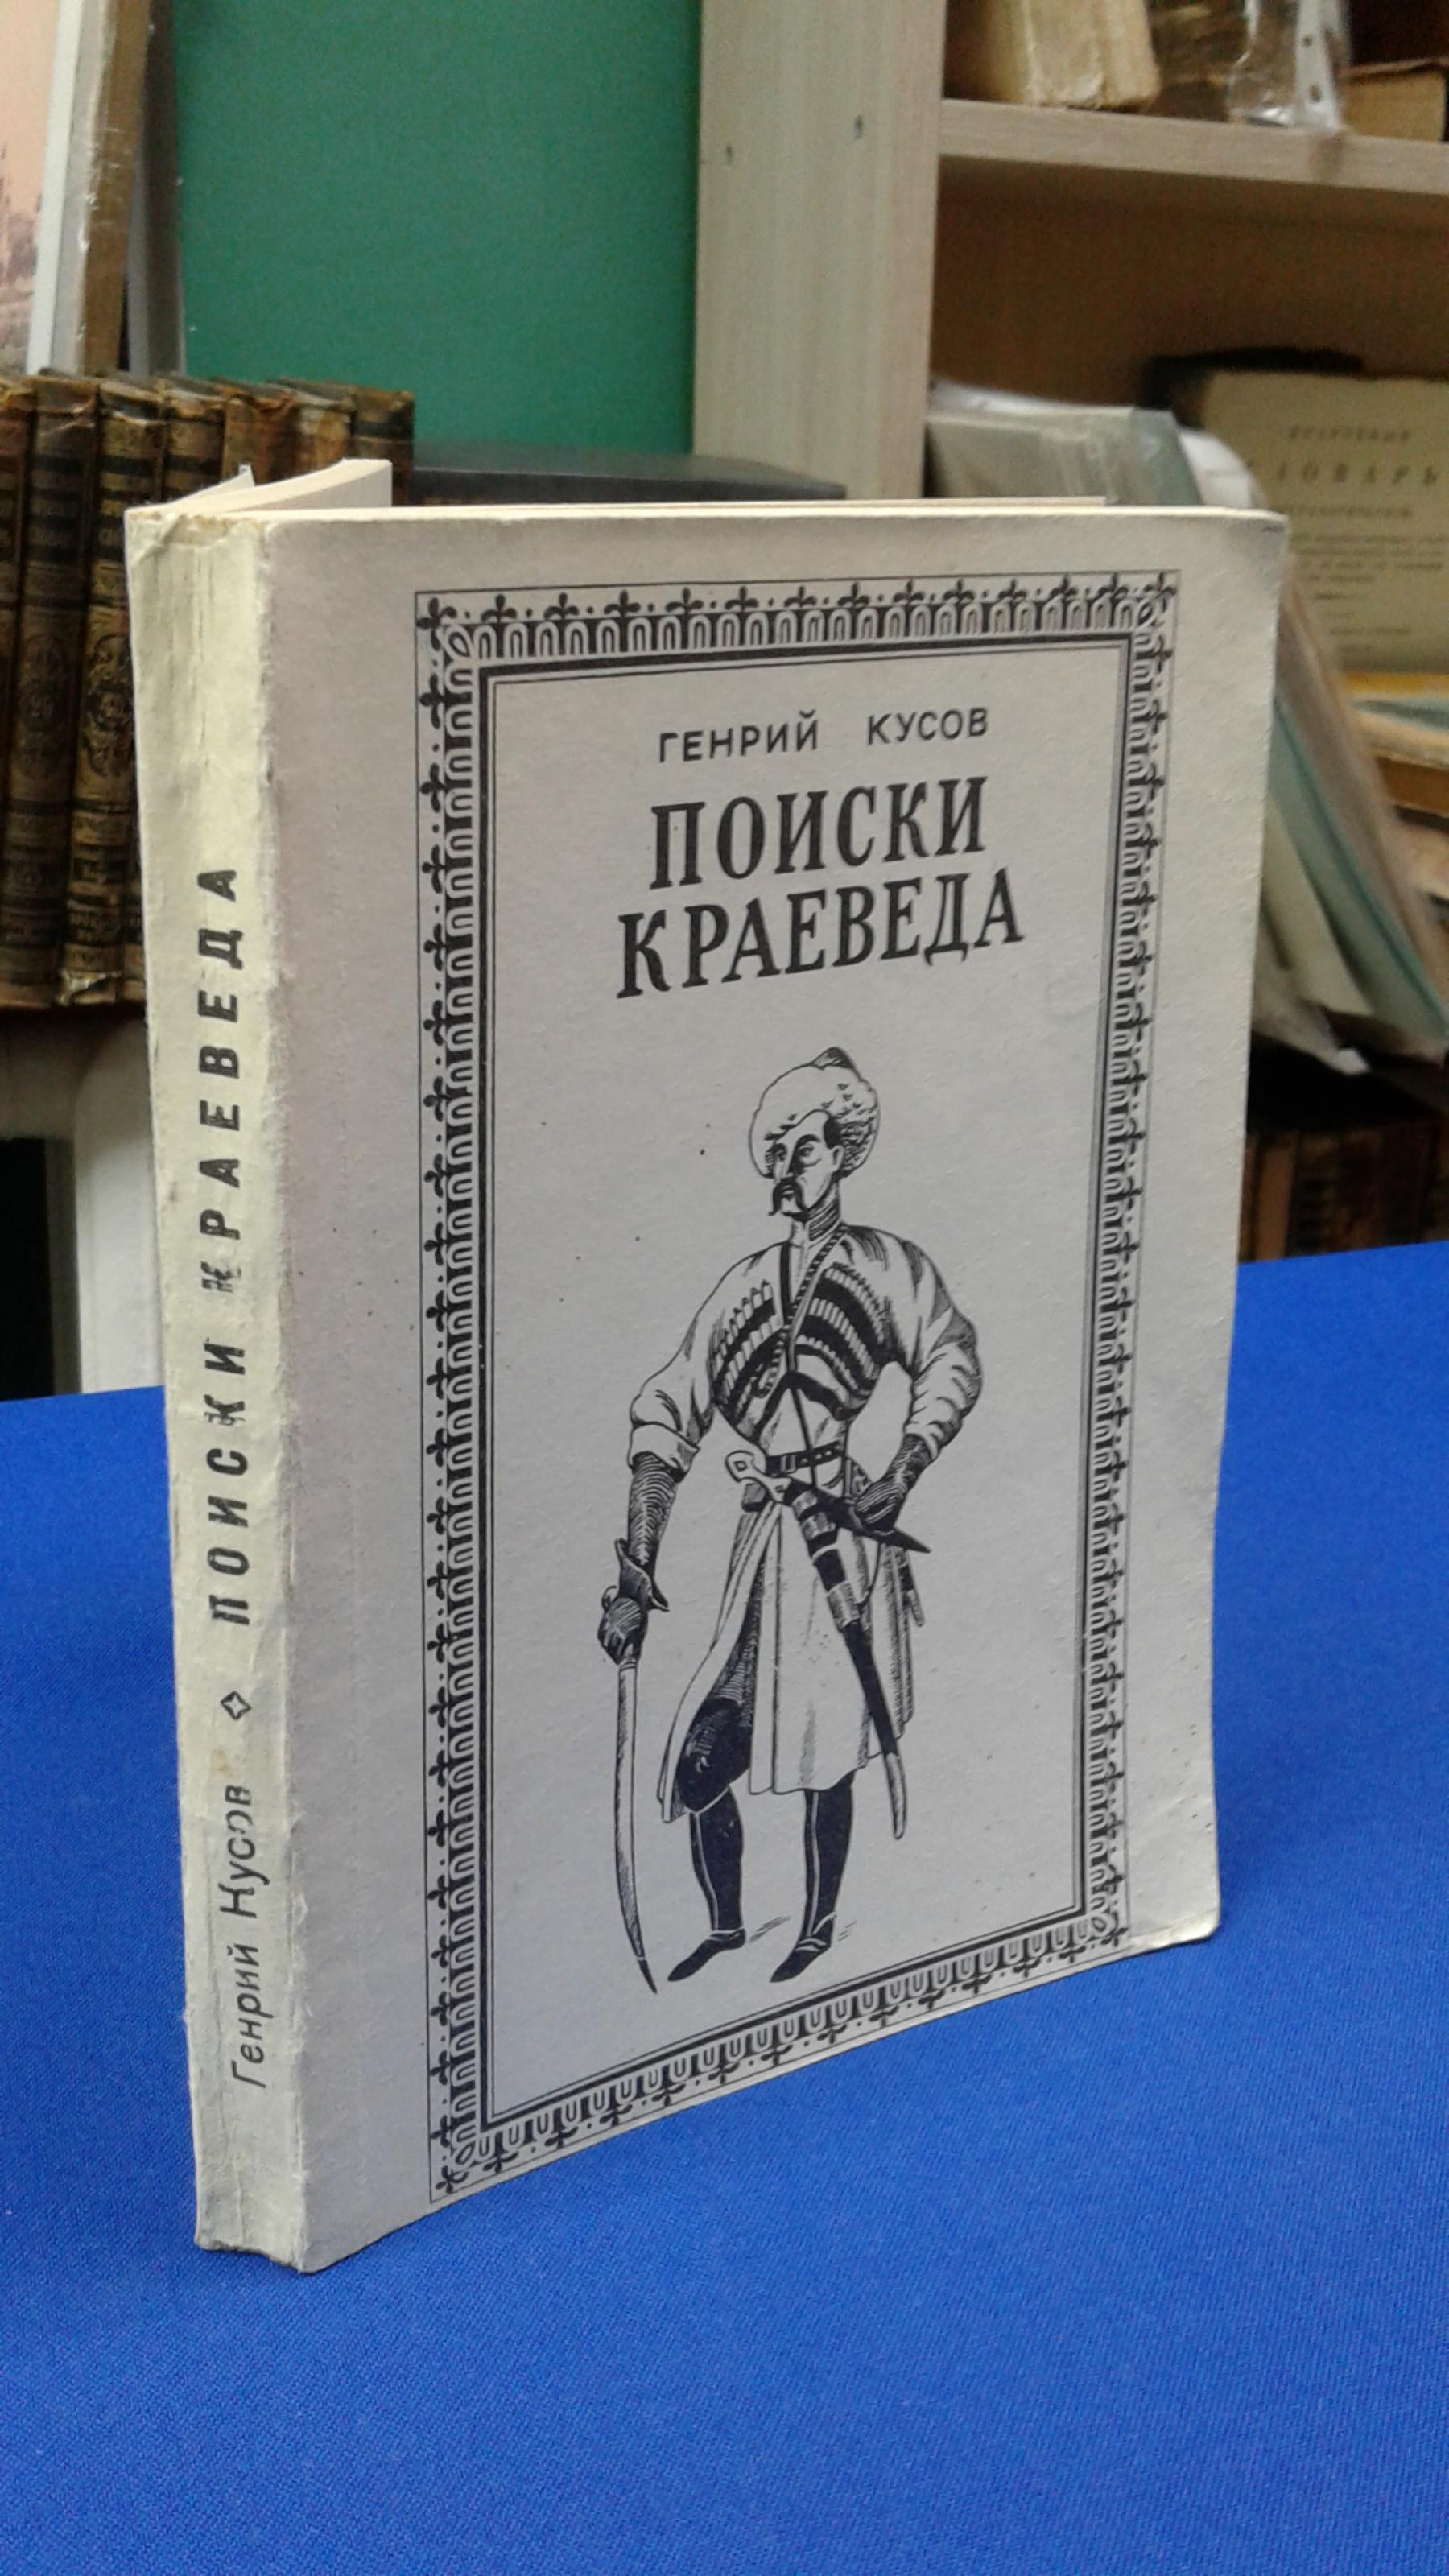 ГЕНРИЙ КУСОВ
ПОИСКИ
КРАЕВЕДА
Генрий Кусов ПОИСКИ КРАЕВЕДА